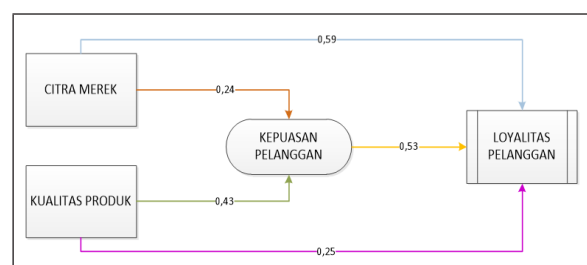 0,59
CITRA MEREK
0,24
KEPUASAN
PELANGGAN
0,53
LOYALITAS
PELANGGAN
KUALITAS PRODUK
0,43
0,25